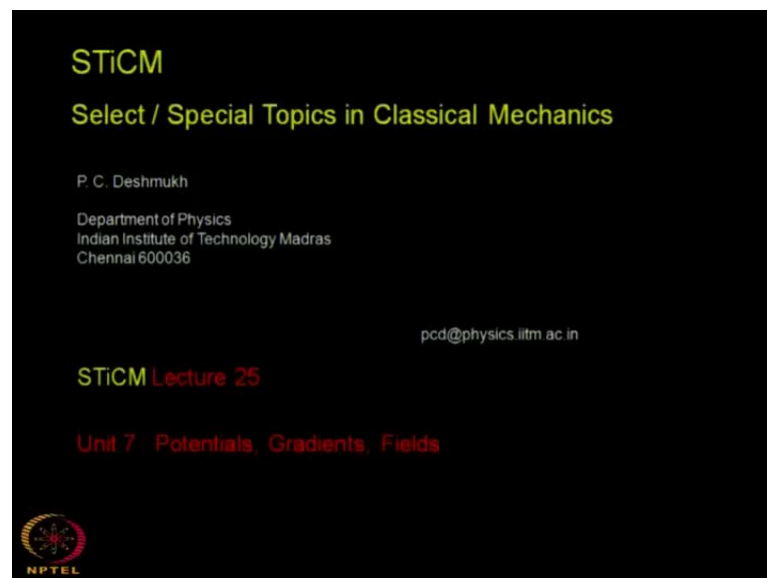 STiCM
Select / Special Topics in Classical Mechanics
P. C. Deshmukh
Department of Physics
Indian Institute of Technology Madras
Chennai 600036
pcd@physics.iitm.ac.in
STiCM Lecture 25
Unit 7 Potentials, Gradients, Fields
NPTEL